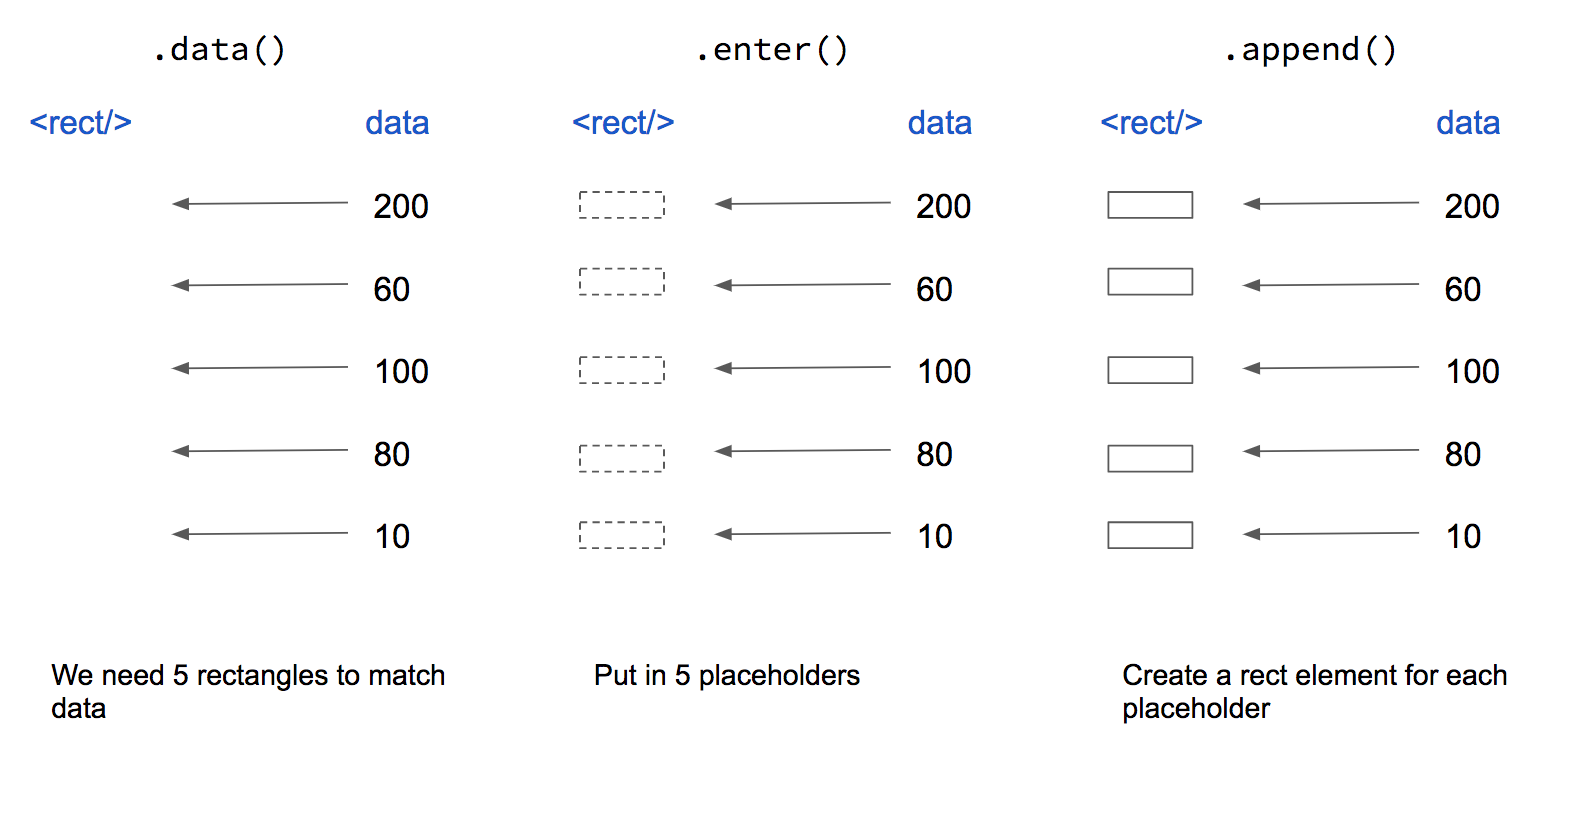 .data()
.enter()
.append()
<rect/>
data
<rect/>
data
<rect/>
data
200
200
200
60
60
60
100
100
100
80
80
80
10
10
10
We need 5 rectangles to match
data
Put in 5 placeholders
Create a rect element for each
placeholder